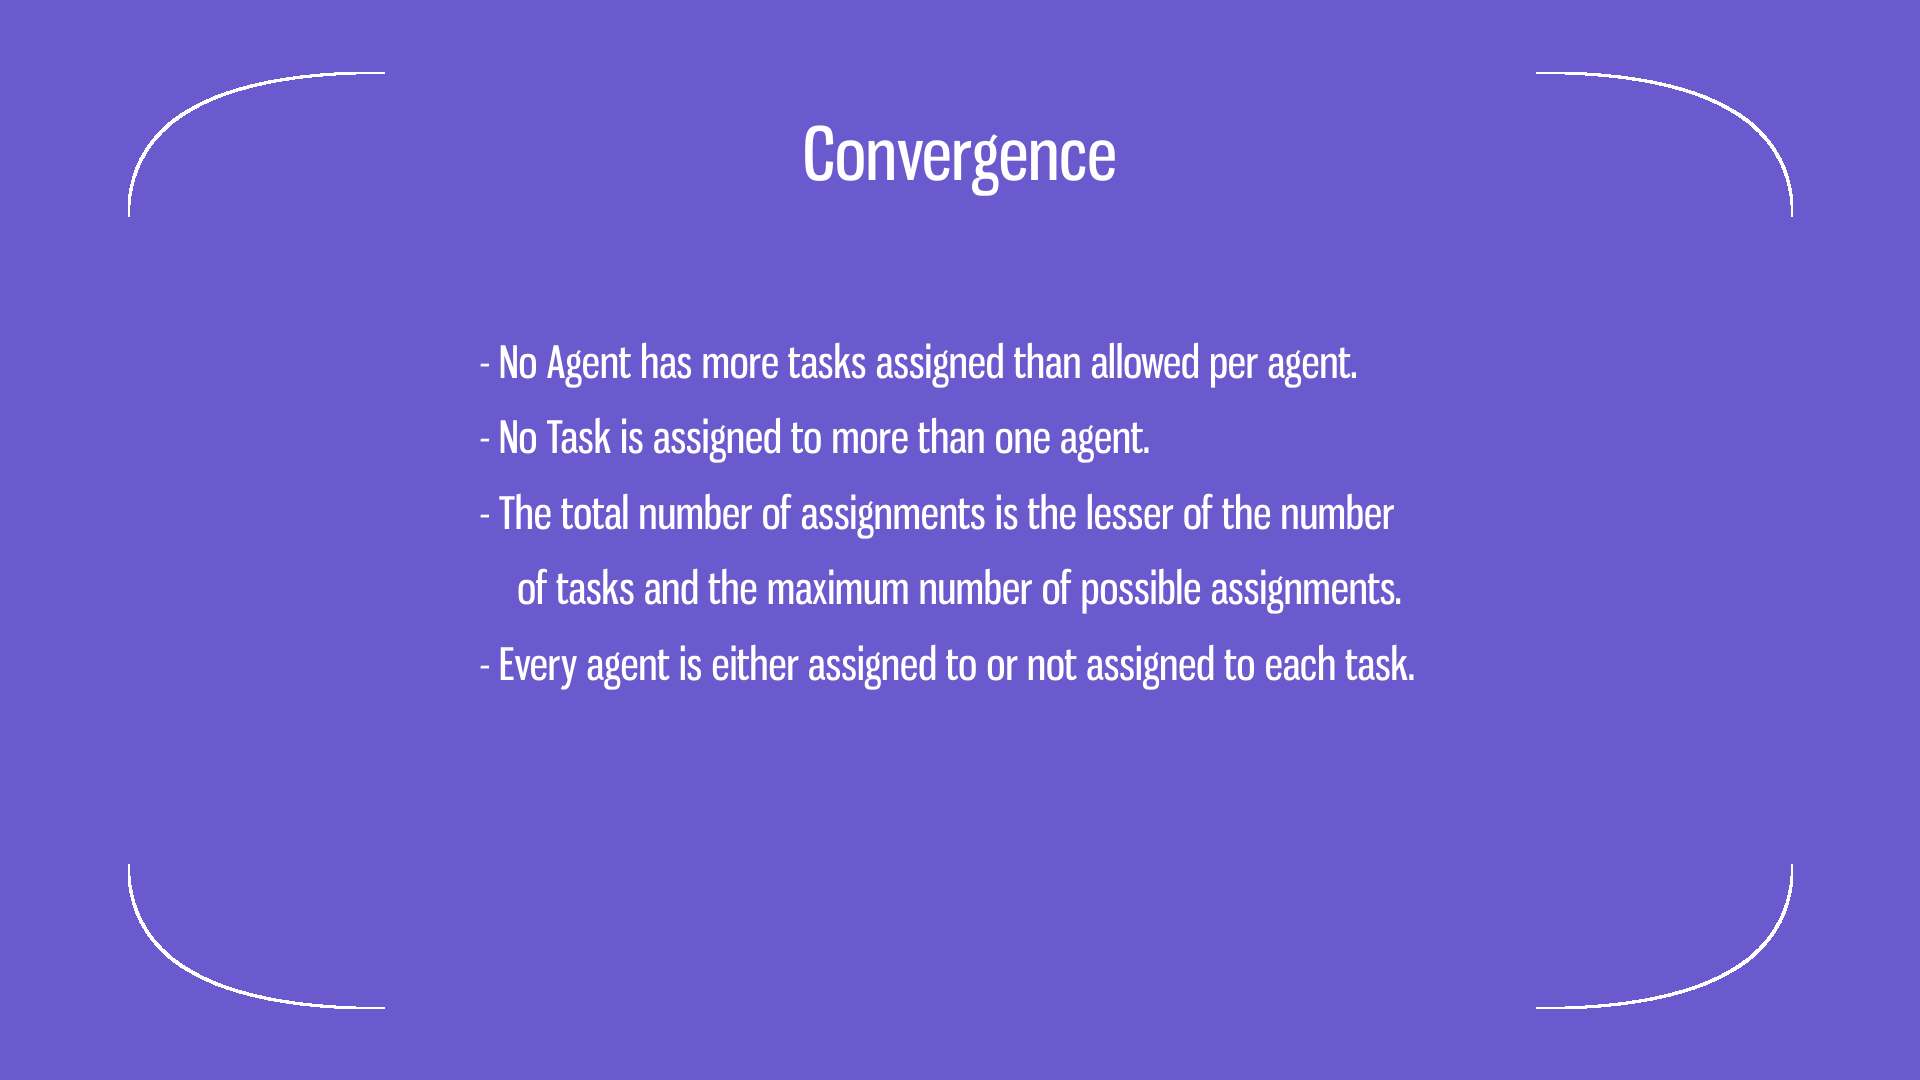 Convergence
- No Agent has more tasks assigned than allowed per agent.
- No Task is assigned to more than one agent.
- The total number of assignments is the lesser of the number
of tasks and the maximum number of possible assignments.
- Every agent is either assigned to or not assigned to each task.